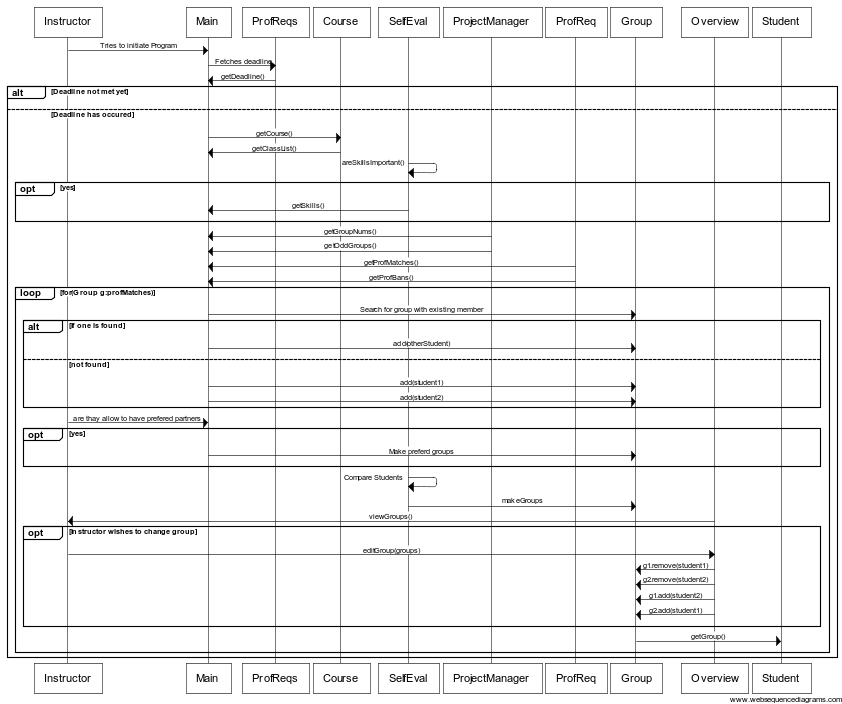 Instructor Main ProfReqs Course SelfEval ProjectManager ProfReq Group Overview Student
Tries to initiate Program
Fetches deadline
getDeadline()
alt [Deadline not met yet]
[Deadline has occured]
getCourse()
getClassList()
areSkillsImportant()
opt [yes]
getSkills()
getGroupNums()
getOddGroups()
getProfMatches()
getProfBans()
loop [for(Group g:profMatches)]
Search for group with existing member
alt [If one is found]
add(otherStudent)
[not found]
add(student1)
add(student2)
are thay allow to have prefered partners
opt [yes]
Make preferd groups
Compare Students
makeGroups
viewGroups()
opt [Instructor wishes to change group]
editGroup(groups)
g1.remove(student1)
g2.remove(student2)
g1.add(student2)
g2.add(student1)
getGroup()
Instructor Main ProfReqs Course SelfEval ProjectManager ProfReq Group Overview Student
www.websequencediagrams.com